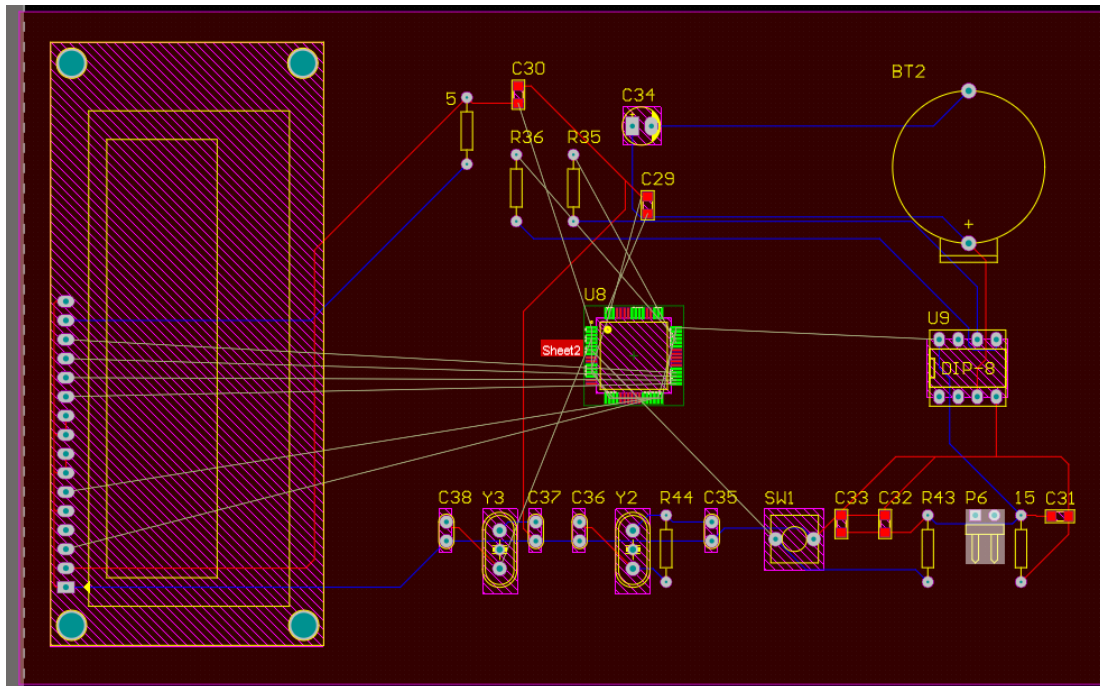 C30
BT2
5
C34
R36
R35
C29
U8
U9
Sheet2
DIP-8
C38
Y3
C37
C36
Y2
R44
C35
SW1
C33
C32
R43
P6
15
C31